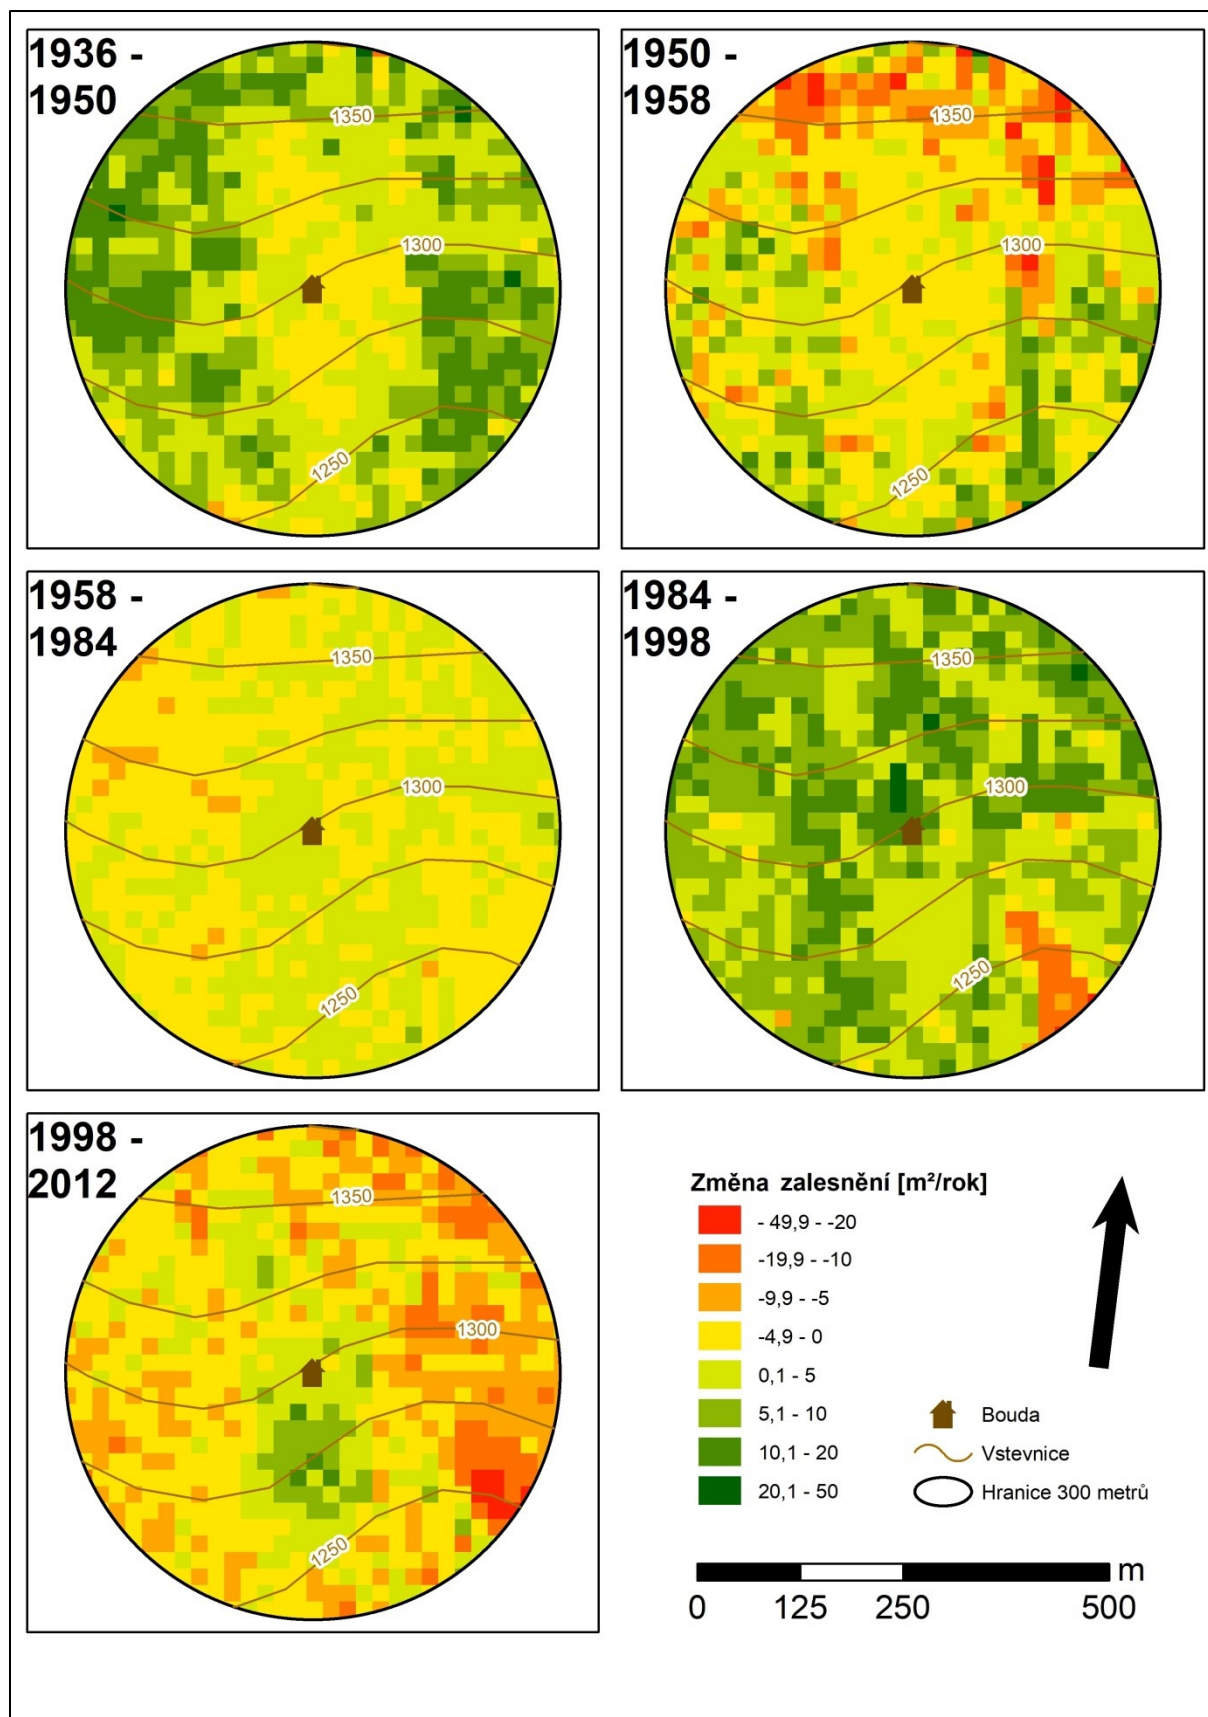 1936 -
1950
1350
1300
1250
1950 -
1958
1350
1300
1250
1958 -
1984
1350
1300
1250
1984 -
1998
1350
1300
1250
1998 -
2012
1350
1300
1250
Změna zalesnění [m²/rok]
- 49,9 - -20
-19,9 - -10
-9,9 - -5
-4,9 - 0
0,1 - 5
5,1 - 10
10,1 - 20
20,1 - 50
Bouda
Vstevnice
Hranice 300 metrů
m
0 125 250 500